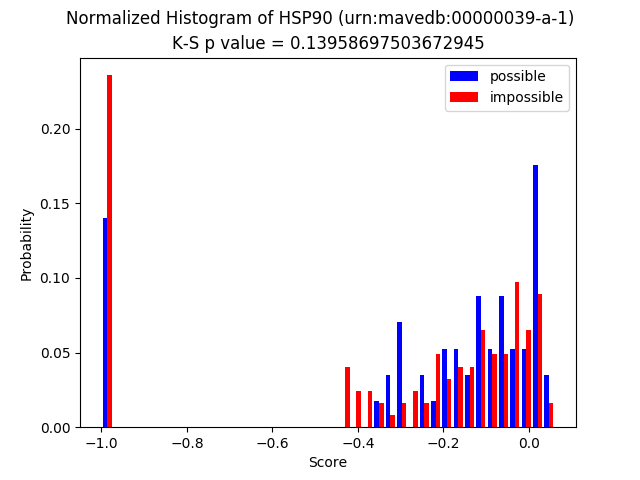 Normalized Histogram of HSP90 (urn:mavedb:00000039-a-1)
K-S p value = 0.13958697503672945
possible
impossible
Probability
0.20
0.15
0.10
0.05
0.00
−1.0
−0.8
−0.6
−0.4
−0.2
0.0
Score